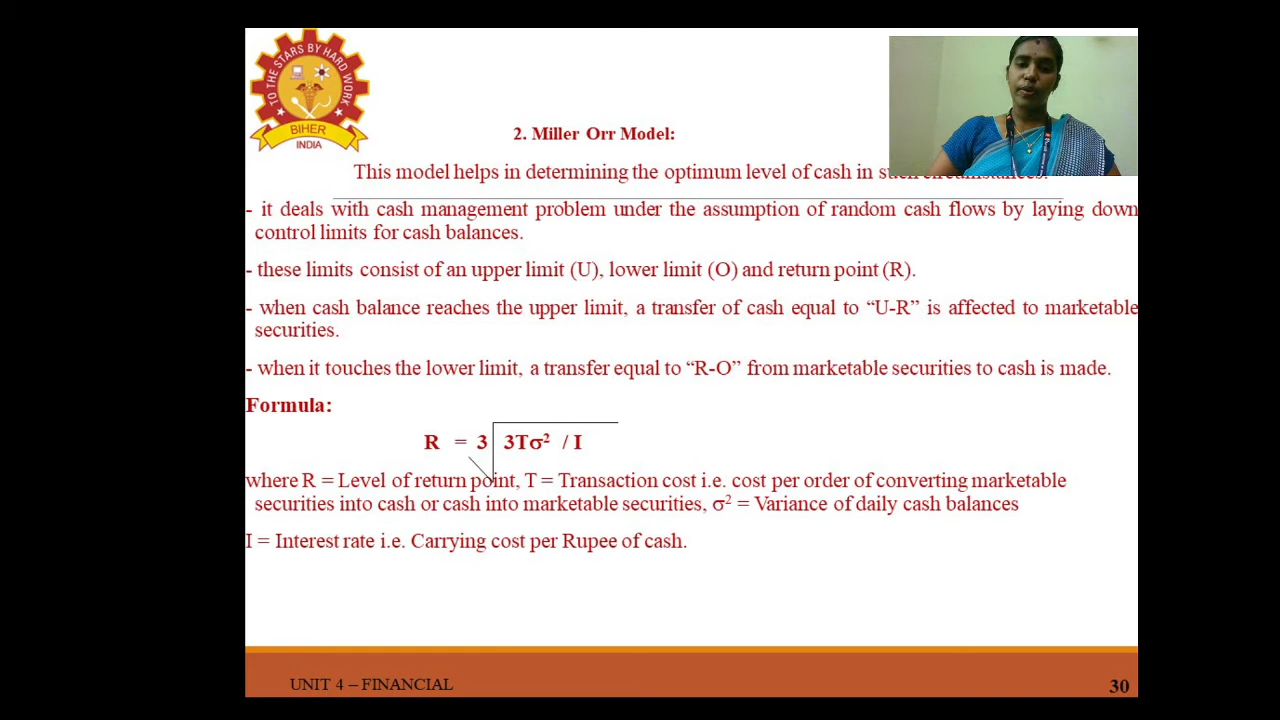 TO THE STARS BY HARD WORK
BIHER
INDIA
2. Miller Orr Model:
This model helps in determining the optimum level of cash in such circumstances.
- it deals with cash management problem under the assumption of random cash flows by laying down
control limits for cash balances.
- these limits consist of an upper limit (U), lower limit (O) and return point (R).
- when cash balance reaches the upper limit, a transfer of cash equal to “U-R” is affected to marketable
securities.
- when it touches the lower limit, a transfer equal to “R-O” from marketable securities to cash is made.
Formula:
R = 3√3Tσ² / I
where R = Level of return point, T = Transaction cost i.e. cost per order of converting marketable
securities into cash or cash into marketable securities, σ² = Variance of daily cash balances
I = Interest rate i.e. Carrying cost per Rupee of cash.
UNIT 4 – FINANCIAL
30